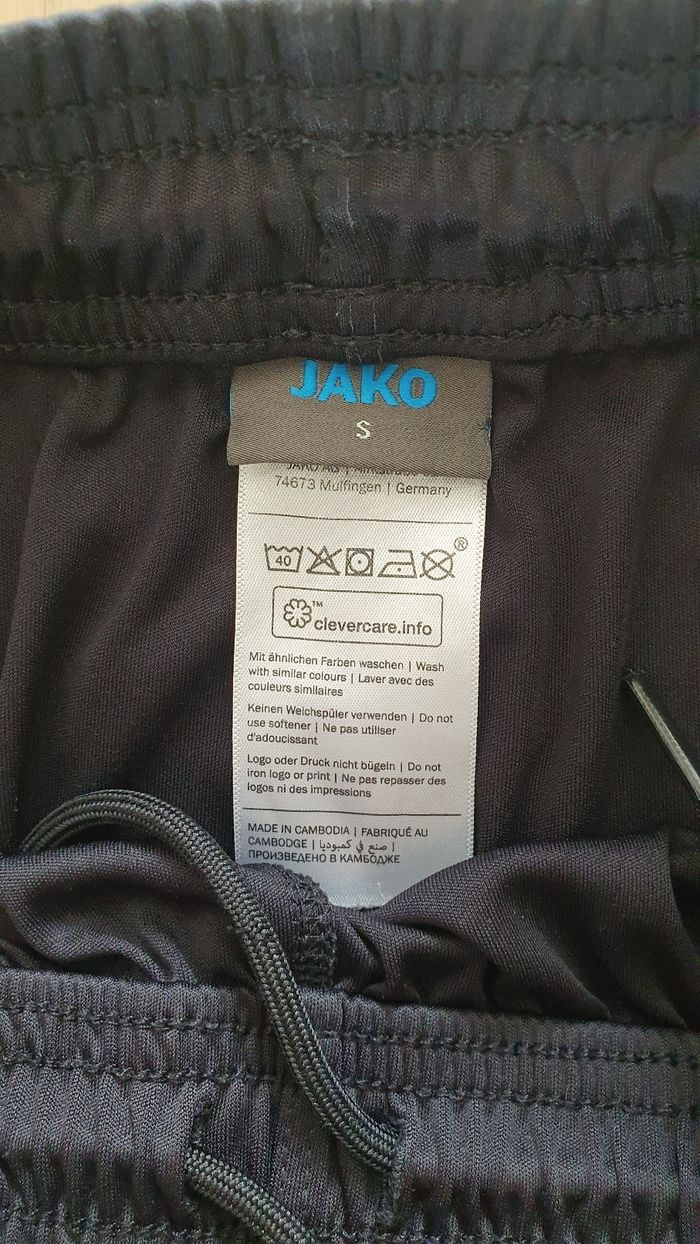 JAKO
S
JAKO AG |
74673 Mulfingen | Germany
40
®
™
clevercare.info
Mit ähnlichen Farben waschen | Wash
with similar colours | Laver avec des
couleurs similaires
Keinen Weichspüler verwenden | Do not
use softener | Ne pas utiliser
d'adoucissant
Logo oder Druck nicht bügeln | Do not
iron logo or print | Ne pas repasser des
logos ni des impressions
MADE IN CAMBODIA | FABRIQUÉ AU
CAMBODGE | صنع في كمبوديا |
ПРОИЗВЕДЕНО В КАМБОДЖЕ